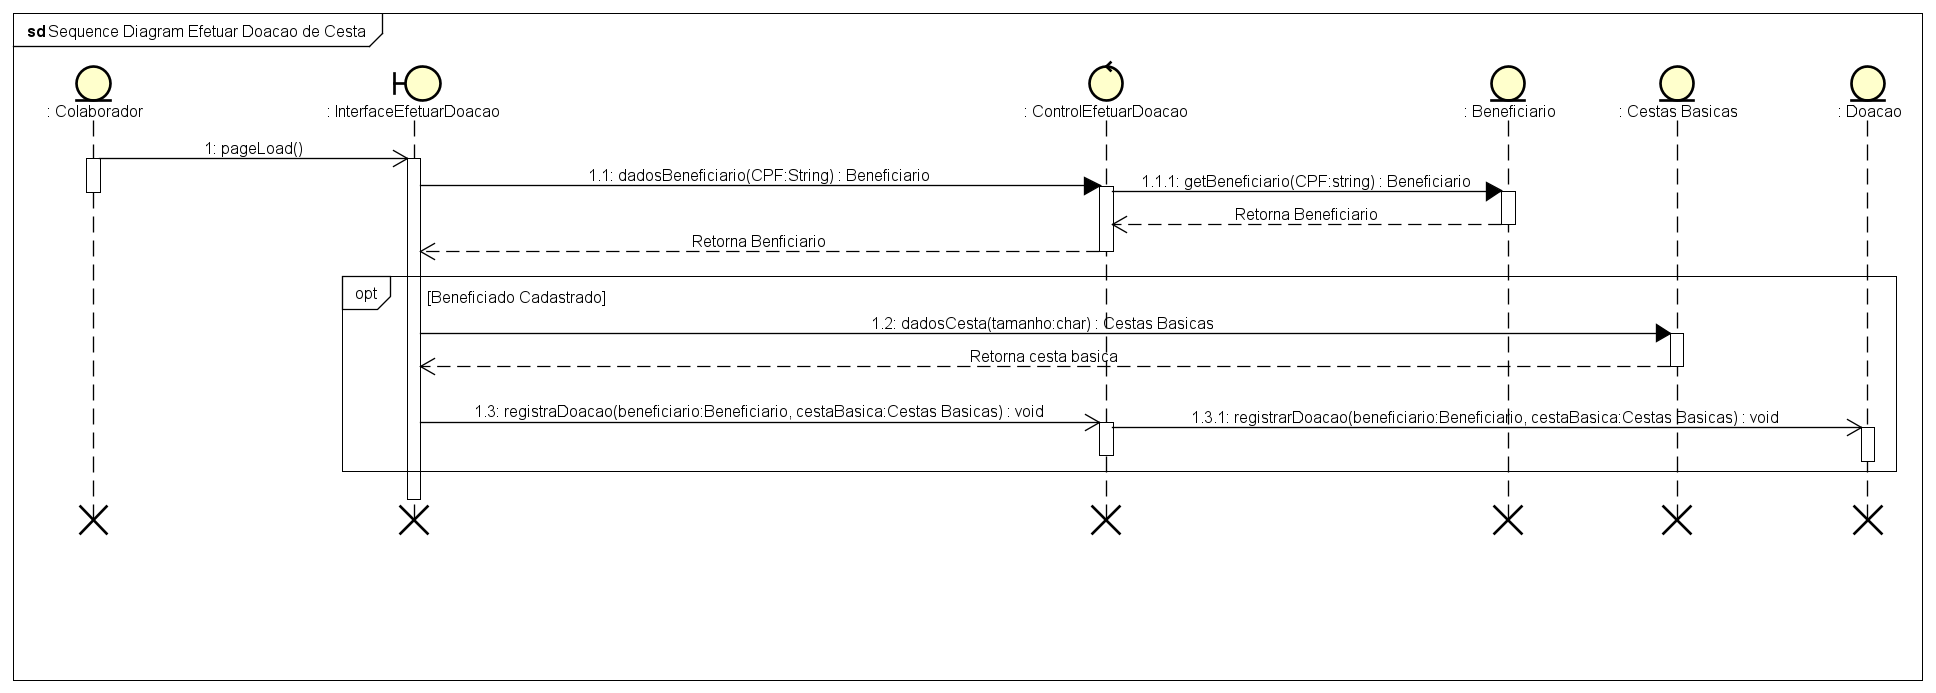 sd Sequence Diagram Efetuar Doacao de Cesta
: Colaborador
: InterfaceEfetuarDoacao
: ControlEfetuarDoacao
: Beneficiario
: Cestas Basicas
: Doacao
1: pageLoad()
1.1: dadosBeneficiario(CPF:String) : Beneficiario
1.1.1: getBeneficiario(CPF:string) : Beneficiario
Retorna Beneficiario
Retorna Benficiario
opt
[Beneficiado Cadastrado]
1.2: dadosCesta(tamanho:char) : Cestas Basicas
Retorna cesta basica
1.3: registraDoacao(beneficiario:Beneficiario, cestaBasica:Cestas Basicas) : void
1.3.1: registrarDoacao(beneficiario:Beneficiario, cestaBasica:Cestas Basicas) : void